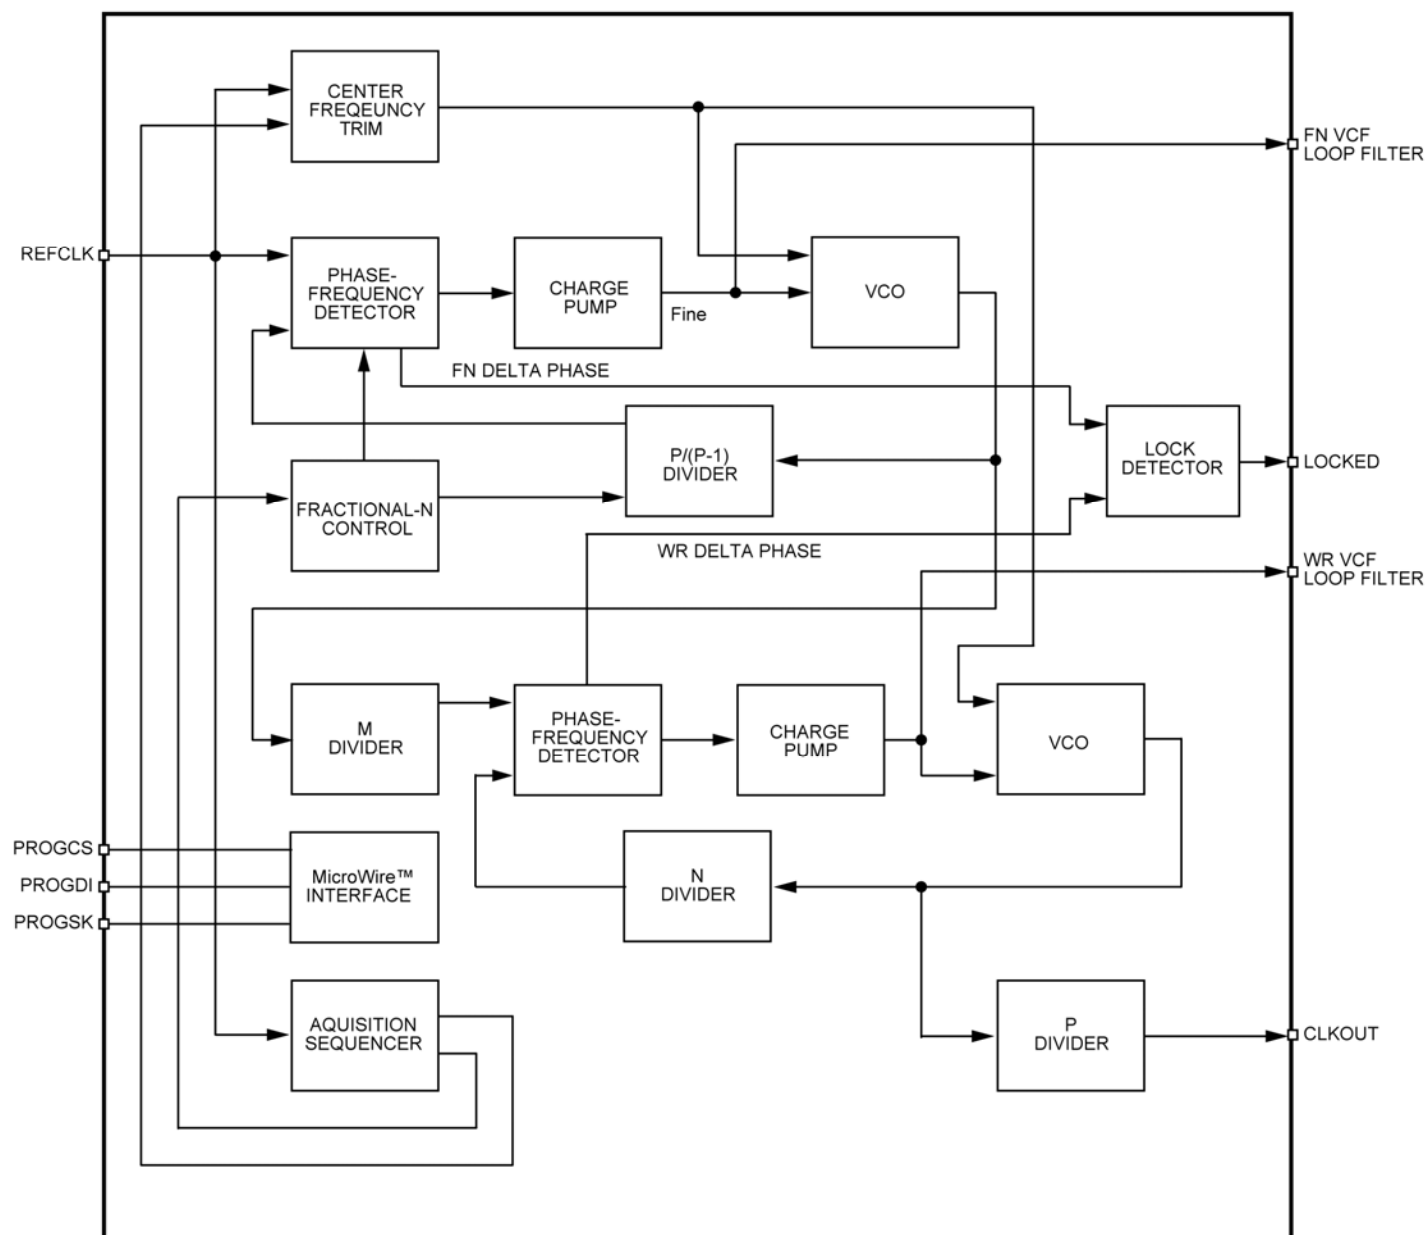 CENTER
FREQEUNCY
TRIM
FN VCF
LOOP FILTER
REFCLK
PHASE-
FREQUENCY
DETECTOR
CHARGE
PUMP
Fine
VCO
FN DELTA PHASE
P/(P-1)
DIVIDER
LOCK
DETECTOR
LOCKED
FRACTIONAL-N
CONTROL
WR DELTA PHASE
WR VCF
LOOP FILTER
M
DIVIDER
PHASE-
FREQUENCY
DETECTOR
CHARGE
PUMP
VCO
PROGCS
PROGDI
PROGSK
MicroWire™
INTERFACE
N
DIVIDER
AQUISITION
SEQUENCER
P
DIVIDER
CLKOUT